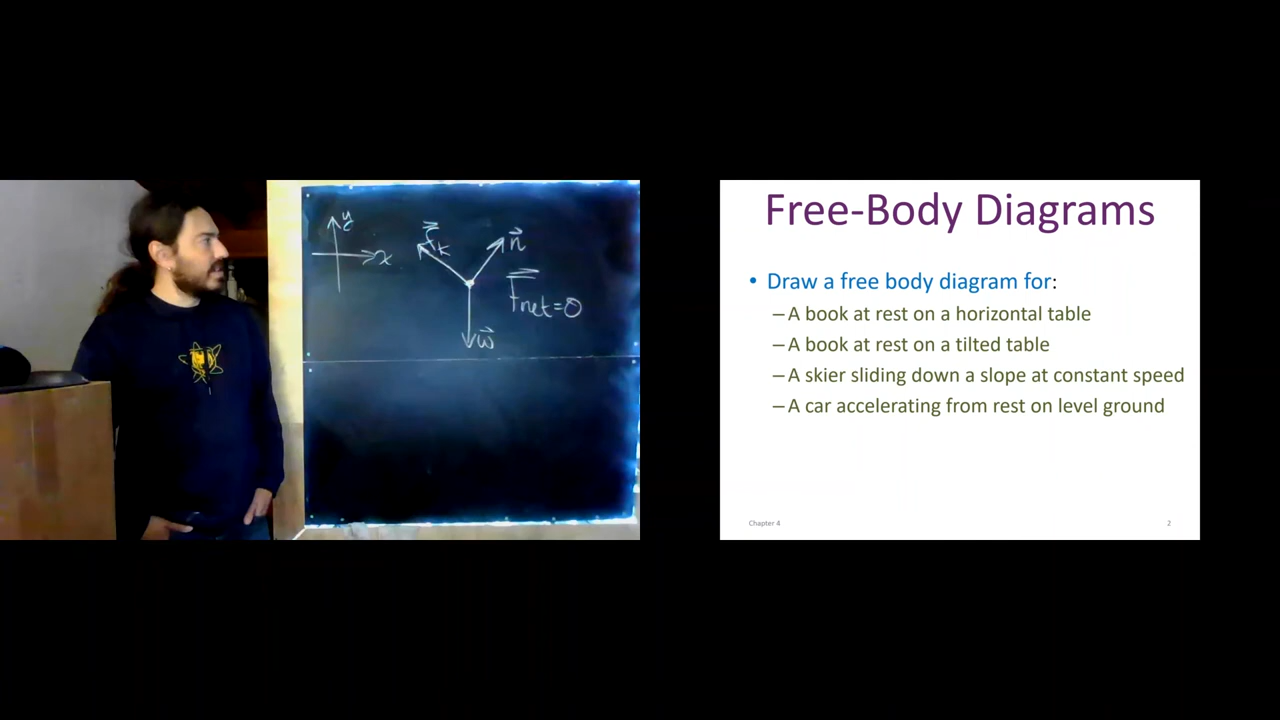 y
x
f⃗k
n⃗
F⃗net=0
w⃗
Free-Body Diagrams
• Draw a free body diagram for:
–A book at rest on a horizontal table
–A book at rest on a tilted table
–A skier sliding down a slope at constant speed
–A car accelerating from rest on level ground
Chapter 4
2